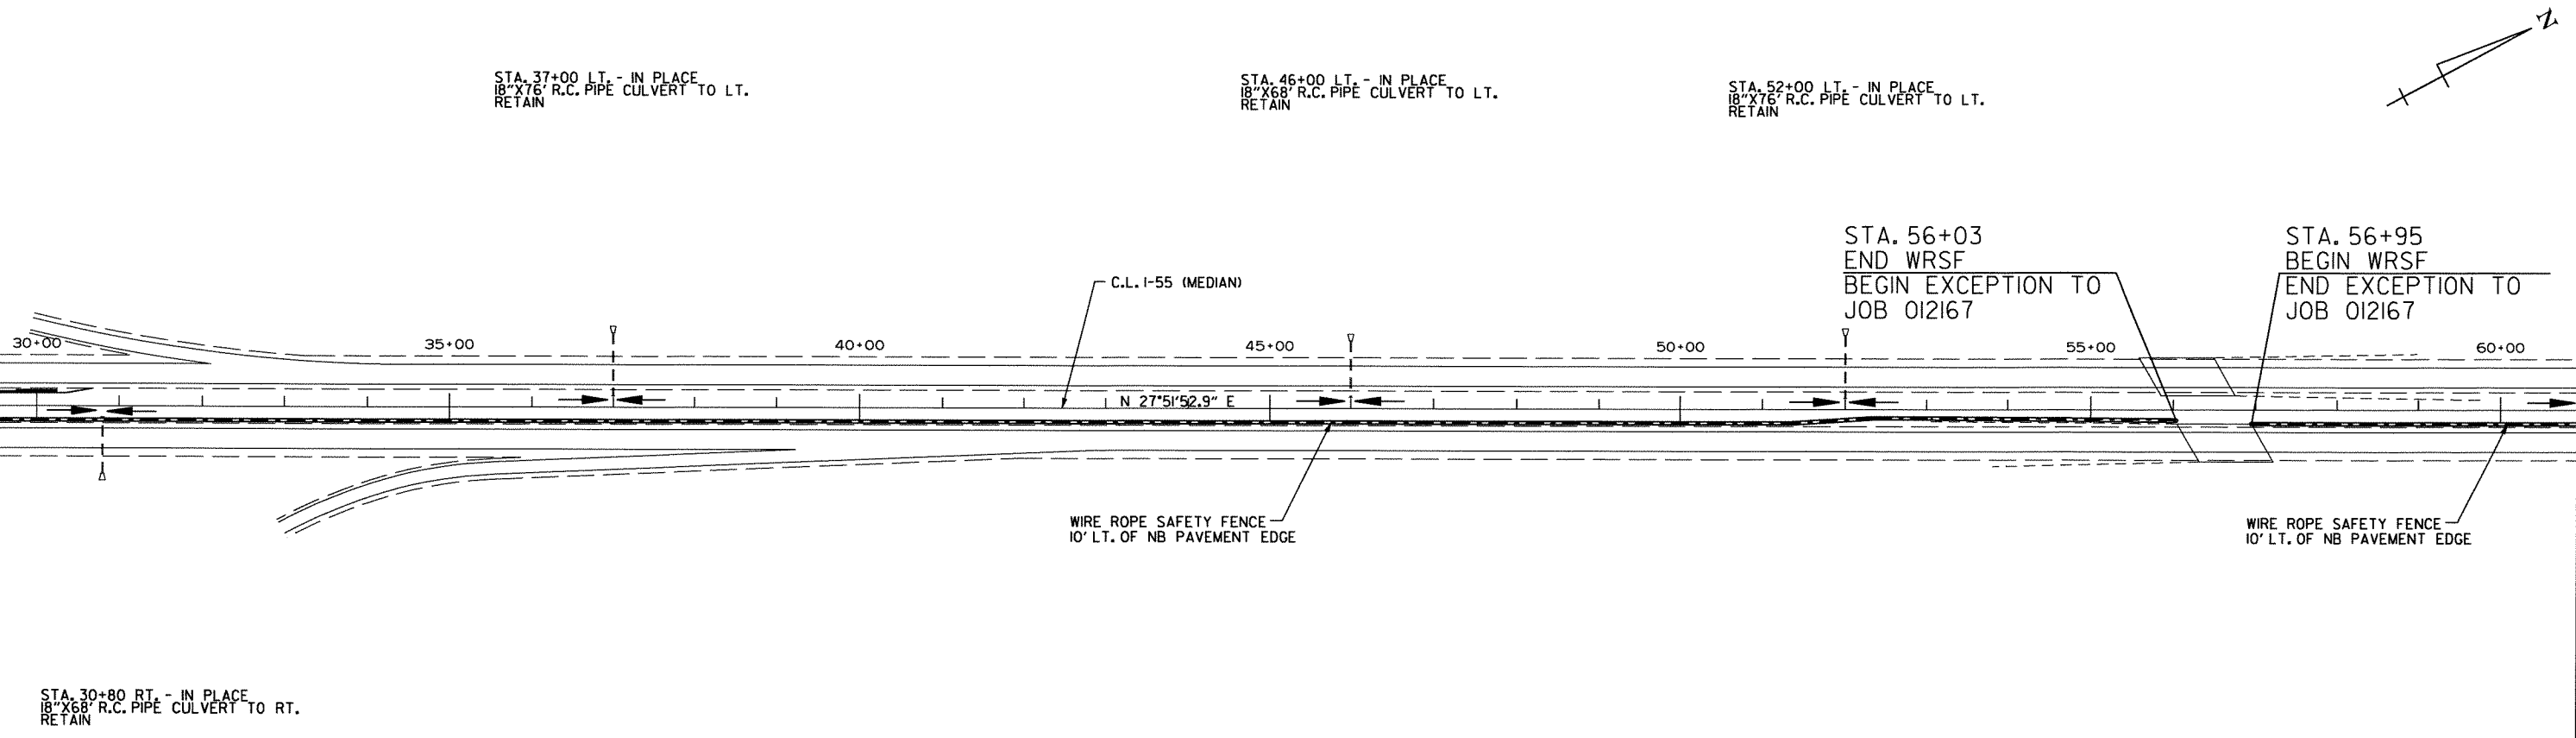 N
STA. 37+00 LT. - IN PLACE
18"X76' R.C. PIPE CULVERT TO LT.
RETAIN
STA. 46+00 LT. - IN PLACE
18"X68' R.C. PIPE CULVERT TO LT.
RETAIN
STA. 52+00 LT. - IN PLACE
18"X76' R.C. PIPE CULVERT TO LT.
RETAIN
STA. 56+03
END WRSF
BEGIN EXCEPTION TO
JOB 012167
STA. 56+95
BEGIN WRSF
END EXCEPTION TO
JOB 012167
C.L. I-55 (MEDIAN)
30+00
35+00
40+00
45+00
50+00
55+00
60+00
N 27°51'52.9" E
WIRE ROPE SAFETY FENCE
10' LT. OF NB PAVEMENT EDGE
WIRE ROPE SAFETY FENCE
10' LT. OF NB PAVEMENT EDGE
STA. 30+80 RT. - IN PLACE
18"X68' R.C. PIPE CULVERT TO RT.
RETAIN